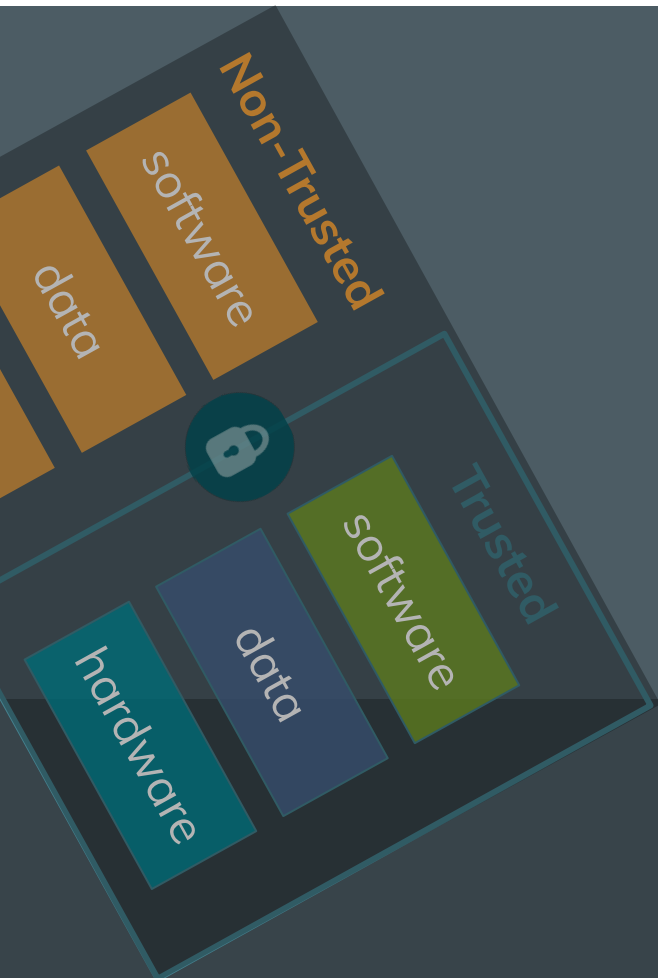 Non-Trusted
software
data
Trusted
software
data
hardware